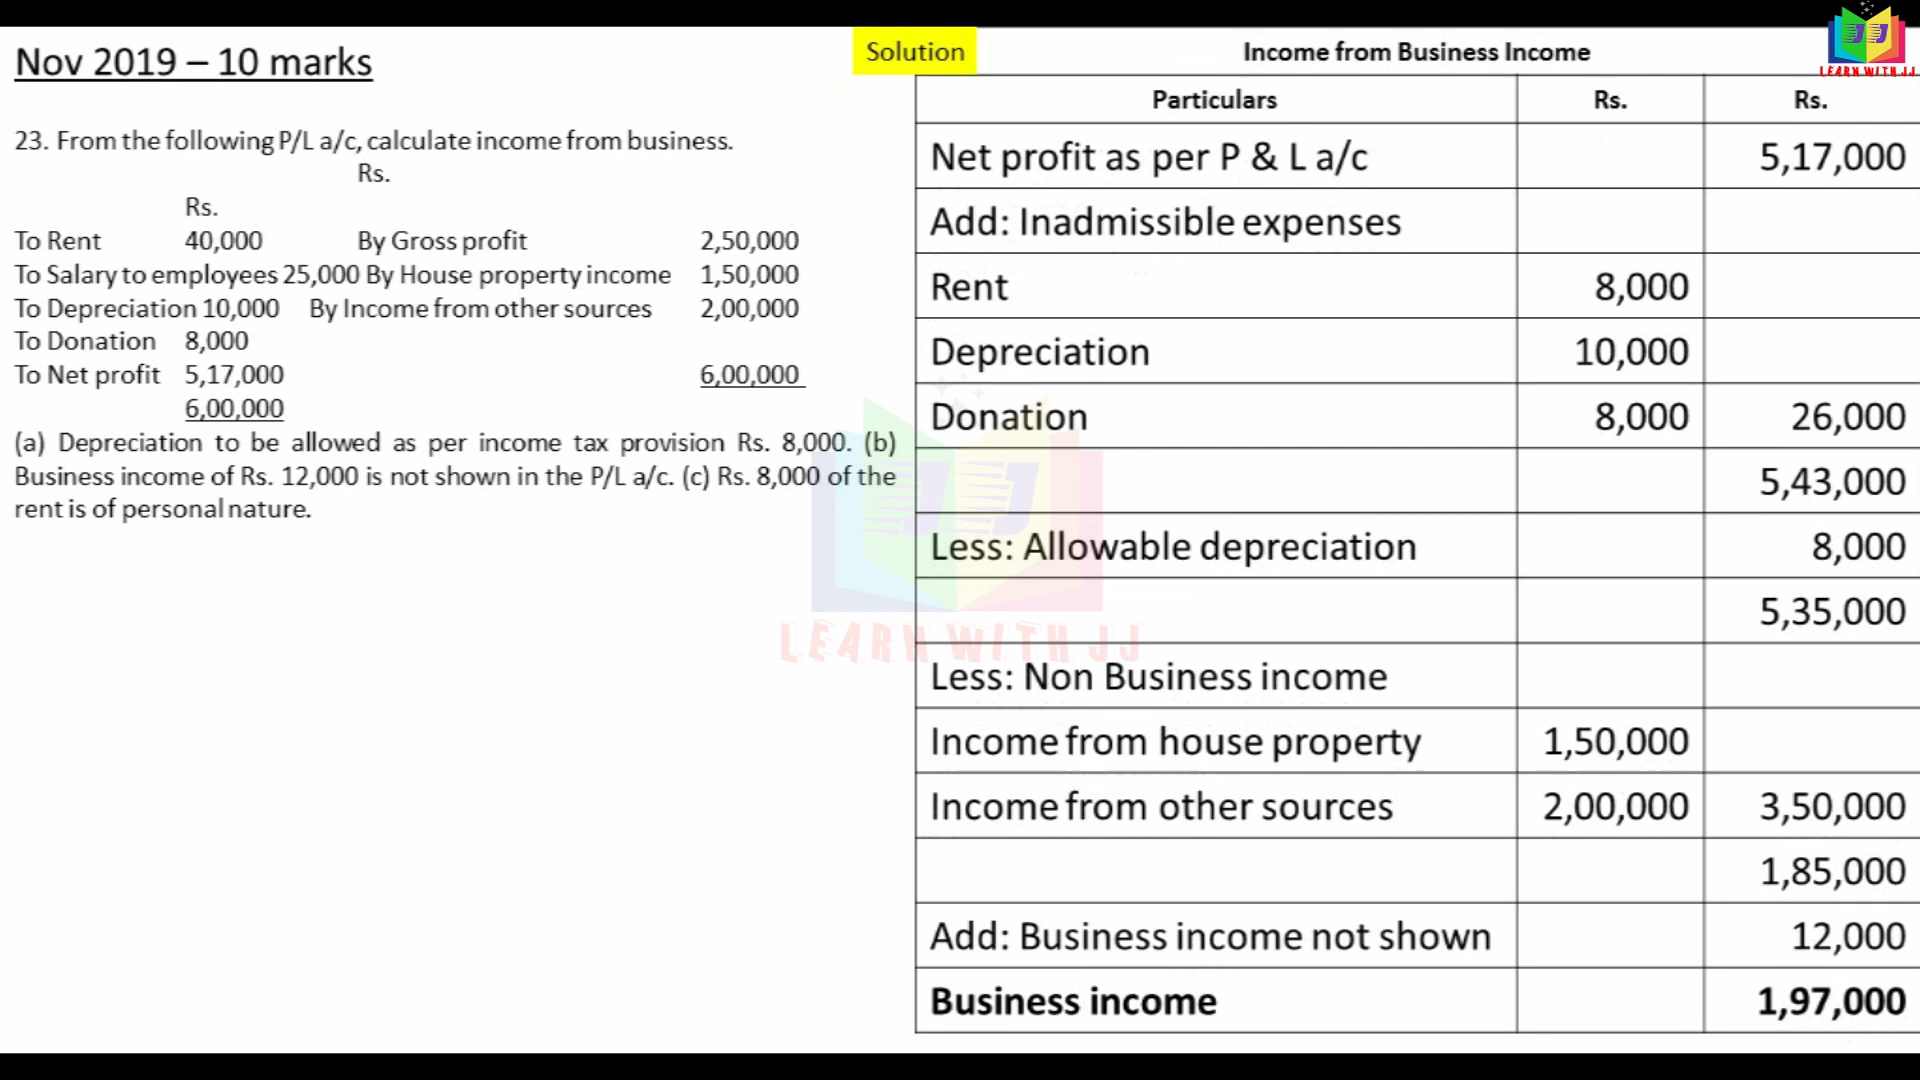 Nov 2019 – 10 marks
23. From the following P/L a/c, calculate income from business.
Rs.
Rs.
To Rent 40,000 By Gross profit 2,50,000
To Salary to employees 25,000 By House property income 1,50,000
To Depreciation 10,000 By Income from other sources 2,00,000
To Donation 8,000
To Net profit 5,17,000 6,00,000
6,00,000
(a) Depreciation to be allowed as per income tax provision Rs. 8,000. (b)
Business income of Rs. 12,000 is not shown in the P/L a/c. (c) Rs. 8,000 of the
rent is of personal nature.
Solution
Income from Business Income
Particulars Rs. Rs.
Net profit as per P & L a/c 5,17,000
Add: Inadmissible expenses
Rent 8,000
Depreciation 10,000
Donation 8,000 26,000
5,43,000
Less: Allowable depreciation 8,000
5,35,000
Less: Non Business income
Income from house property 1,50,000
Income from other sources 2,00,000 3,50,000
1,85,000
Add: Business income not shown 12,000
Business income 1,97,000
JJ
LEARN WITH JJ
JJ
LEARN WITH JJ